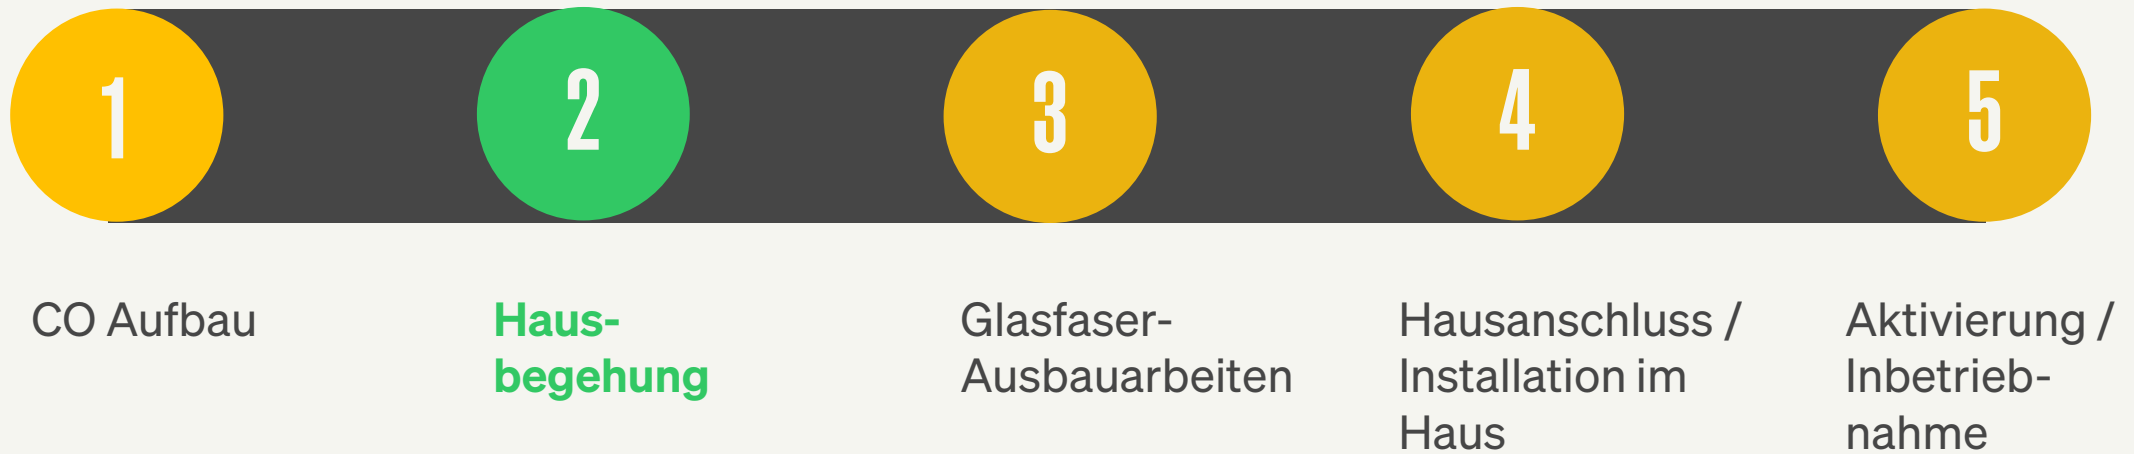 1
2
3
4
5
CO Aufbau
Haus-
begehung
Glasfaser-
Ausbauarbeiten
Hausanschluss /
Installation im
Haus
Aktivierung /
Inbetrieb-
nahme